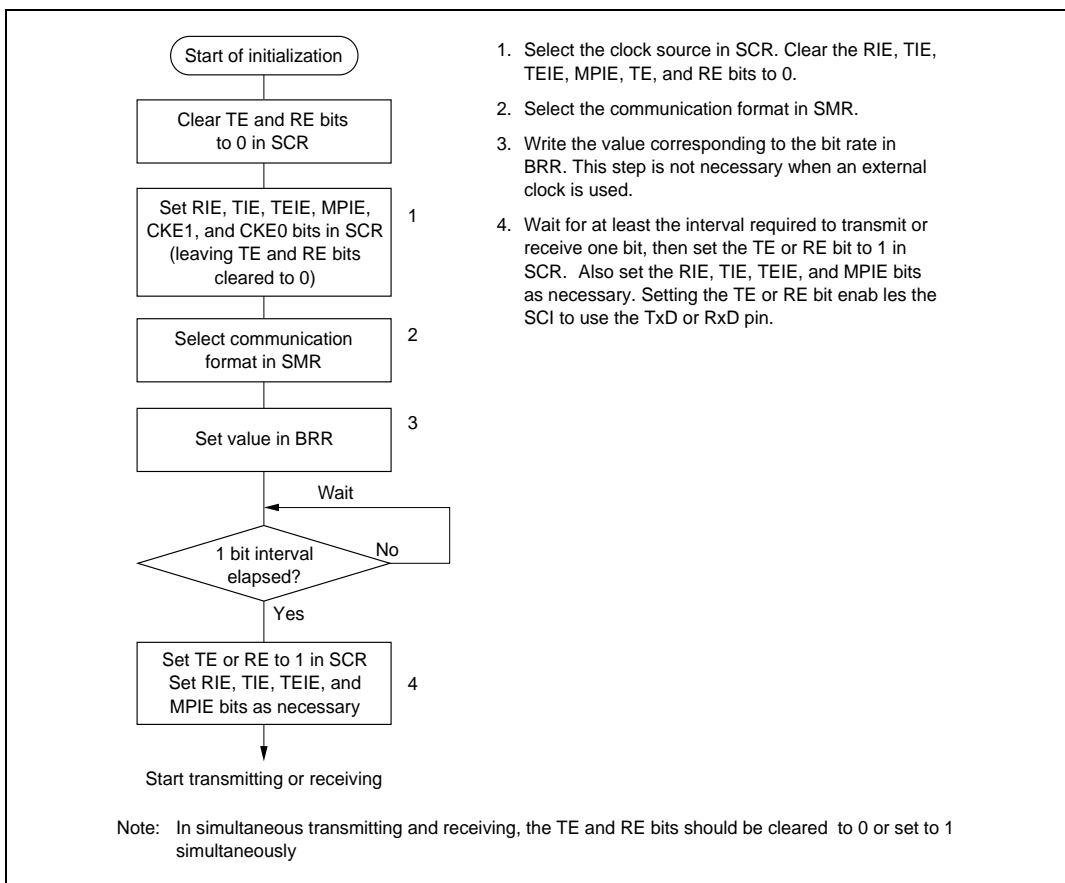 Start of initialization
Clear TE and RE bits
to 0 in SCR
Set RIE, TIE, TEIE, MPIE,
CKE1, and CKE0 bits in SCR
(leaving TE and RE bits
cleared to 0)
1
Select communication
format in SMR
2
Set value in BRR
3
Wait
1 bit interval
elapsed?
No
Yes
Set TE or RE to 1 in SCR
Set RIE, TIE, TEIE, and
MPIE bits as necessary
4
Start transmitting or receiving
1. Select the clock source in SCR. Clear the RIE, TIE,
TEIE, MPIE, TE, and RE bits to 0.
2. Select the communication format in SMR.
3. Write the value corresponding to the bit rate in
BRR. This step is not necessary when an external
clock is used.
4. Wait for at least the interval required to transmit or
receive one bit, then set the TE or RE bit to 1 in
SCR. Also set the RIE, TIE, TEIE, and MPIE bits
as necessary. Setting the TE or RE bit enab les the
SCI to use the TxD or RxD pin.
Note: In simultaneous transmitting and receiving, the TE and RE bits should be cleared to 0 or set to 1
simultaneously